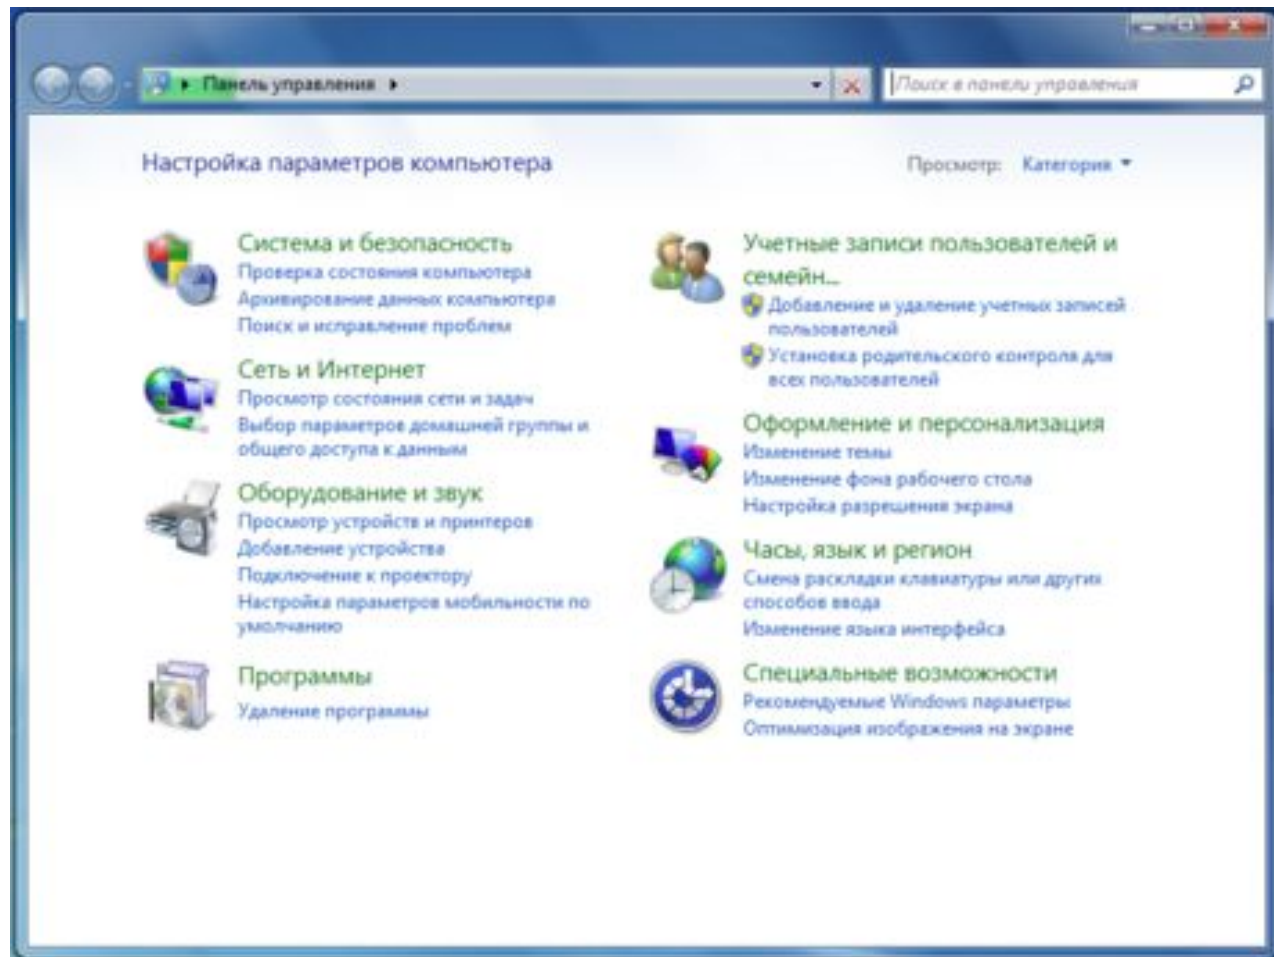 Панель управления
Поиск в панели управления
Настройка параметров компьютера
Просмотр: Категория
Система и безопасность
Проверка состояния компьютера
Архивирование данных компьютера
Поиск и исправление проблем
Сеть и Интернет
Просмотр состояния сети и задач
Выбор параметров домашней группы и
общего доступа к данным
Оборудование и звук
Просмотр устройств и принтеров
Добавление устройства
Подключение к проектору
Настройка параметров мобильности по
умолчанию
Программы
Удаление программы
Учетные записи пользователей и
семейн...
Добавление и удаление учетных записей
пользователей
Установка родительского контроля для
всех пользователей
Оформление и персонализация
Изменение темы
Изменение фона рабочего стола
Настройка разрешения экрана
Часы, язык и регион
Смена раскладки клавиатуры или других
способов ввода
Изменение языка интерфейса
Специальные возможности
Рекомендуемые Windows параметры
Оптимизация изображения на экране